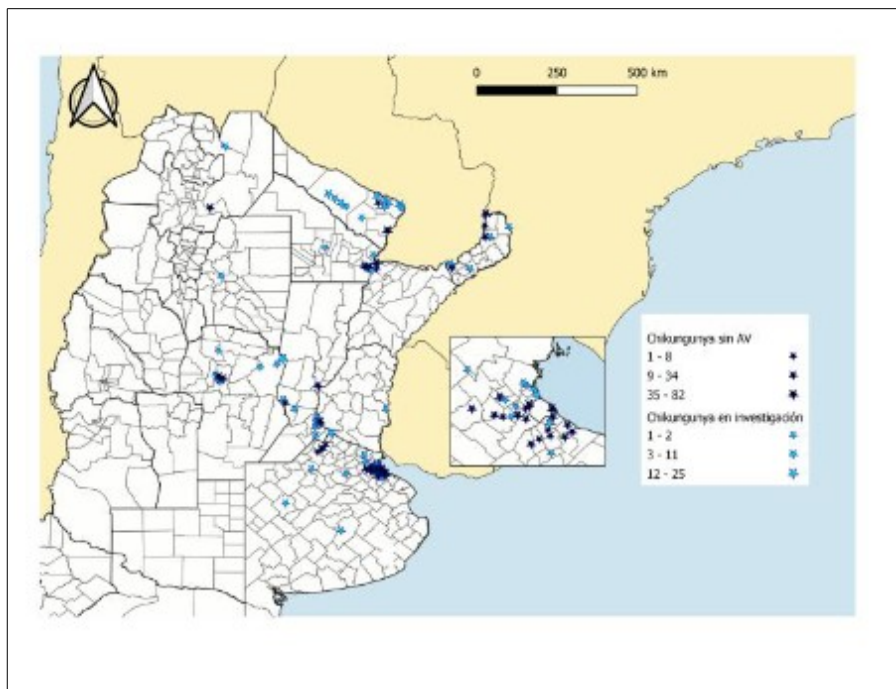 0 250 500 km
Chikungunya sin AV
1 - 8
9 - 34
35 - 82
Chikungunya en investigación
1 - 2
3 - 11
12 - 25